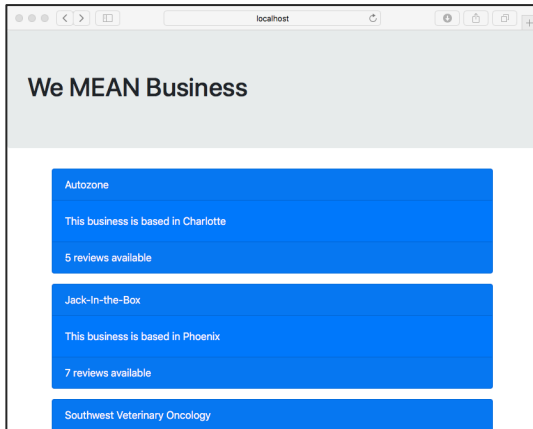 localhost
We MEAN Business
Autozone
This business is based in Charlotte
5 reviews available
Jack-In-the-Box
This business is based in Phoenix
7 reviews available
Southwest Veterinary Oncology